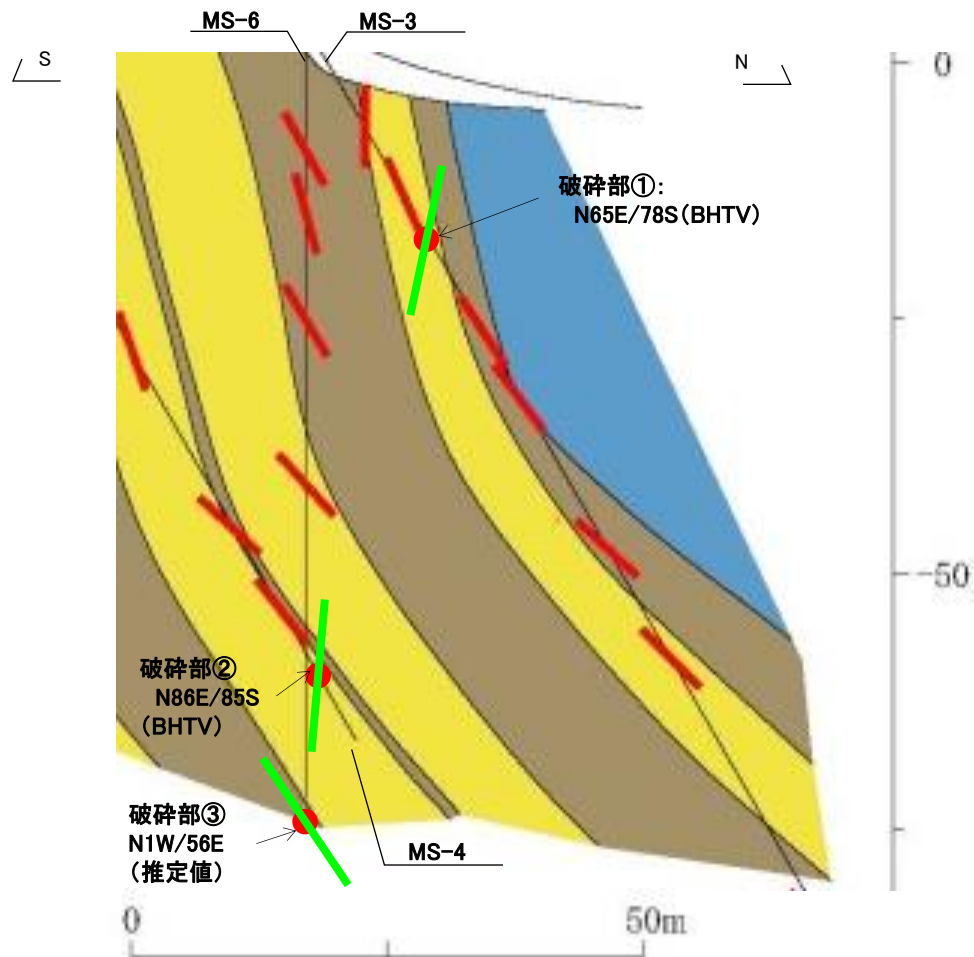 MS-6
MS-3
S
N
0
破砕部①:
N65E/78S(BHTV)
-50
破砕部②
N86E/85S
(BHTV)
破砕部③
N1W/56E
(推定値)
MS-4
0
50m